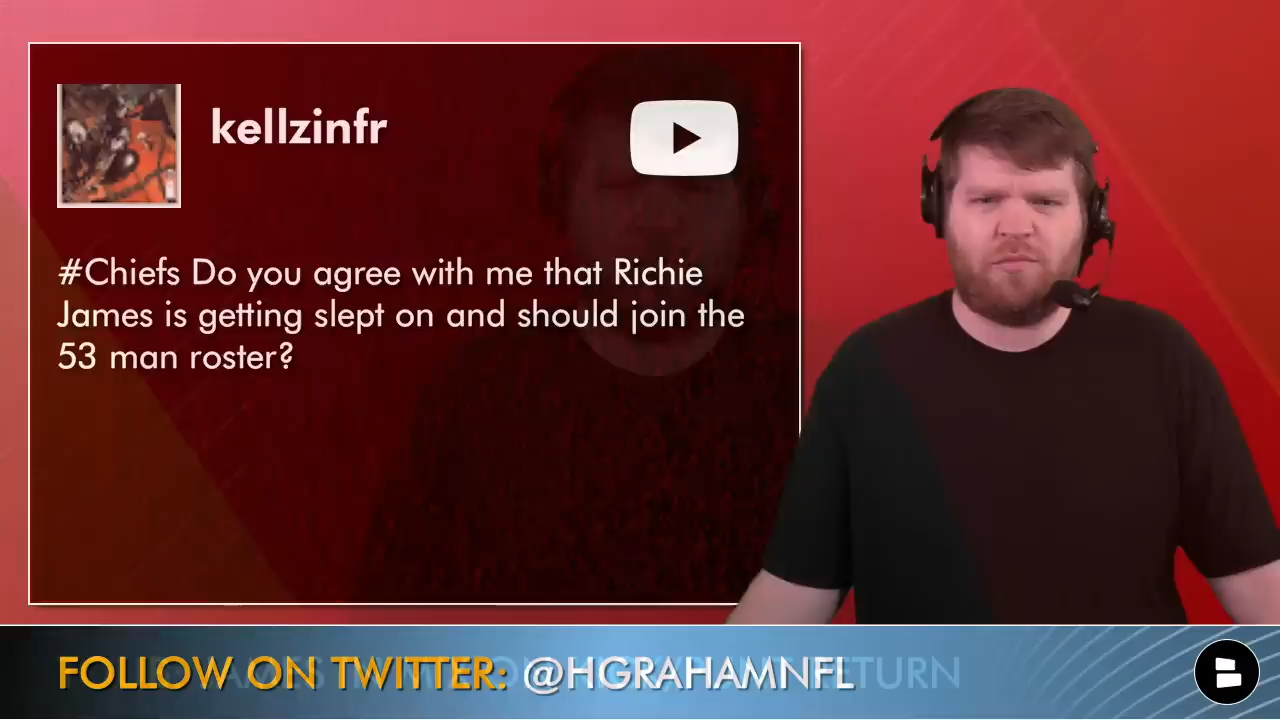 kellzinfr
#Chiefs Do you agree with me that Richie
James is getting slept on and should join the
53 man roster?
FOLLOW ON TWITTER: @HGRAHAMNFL